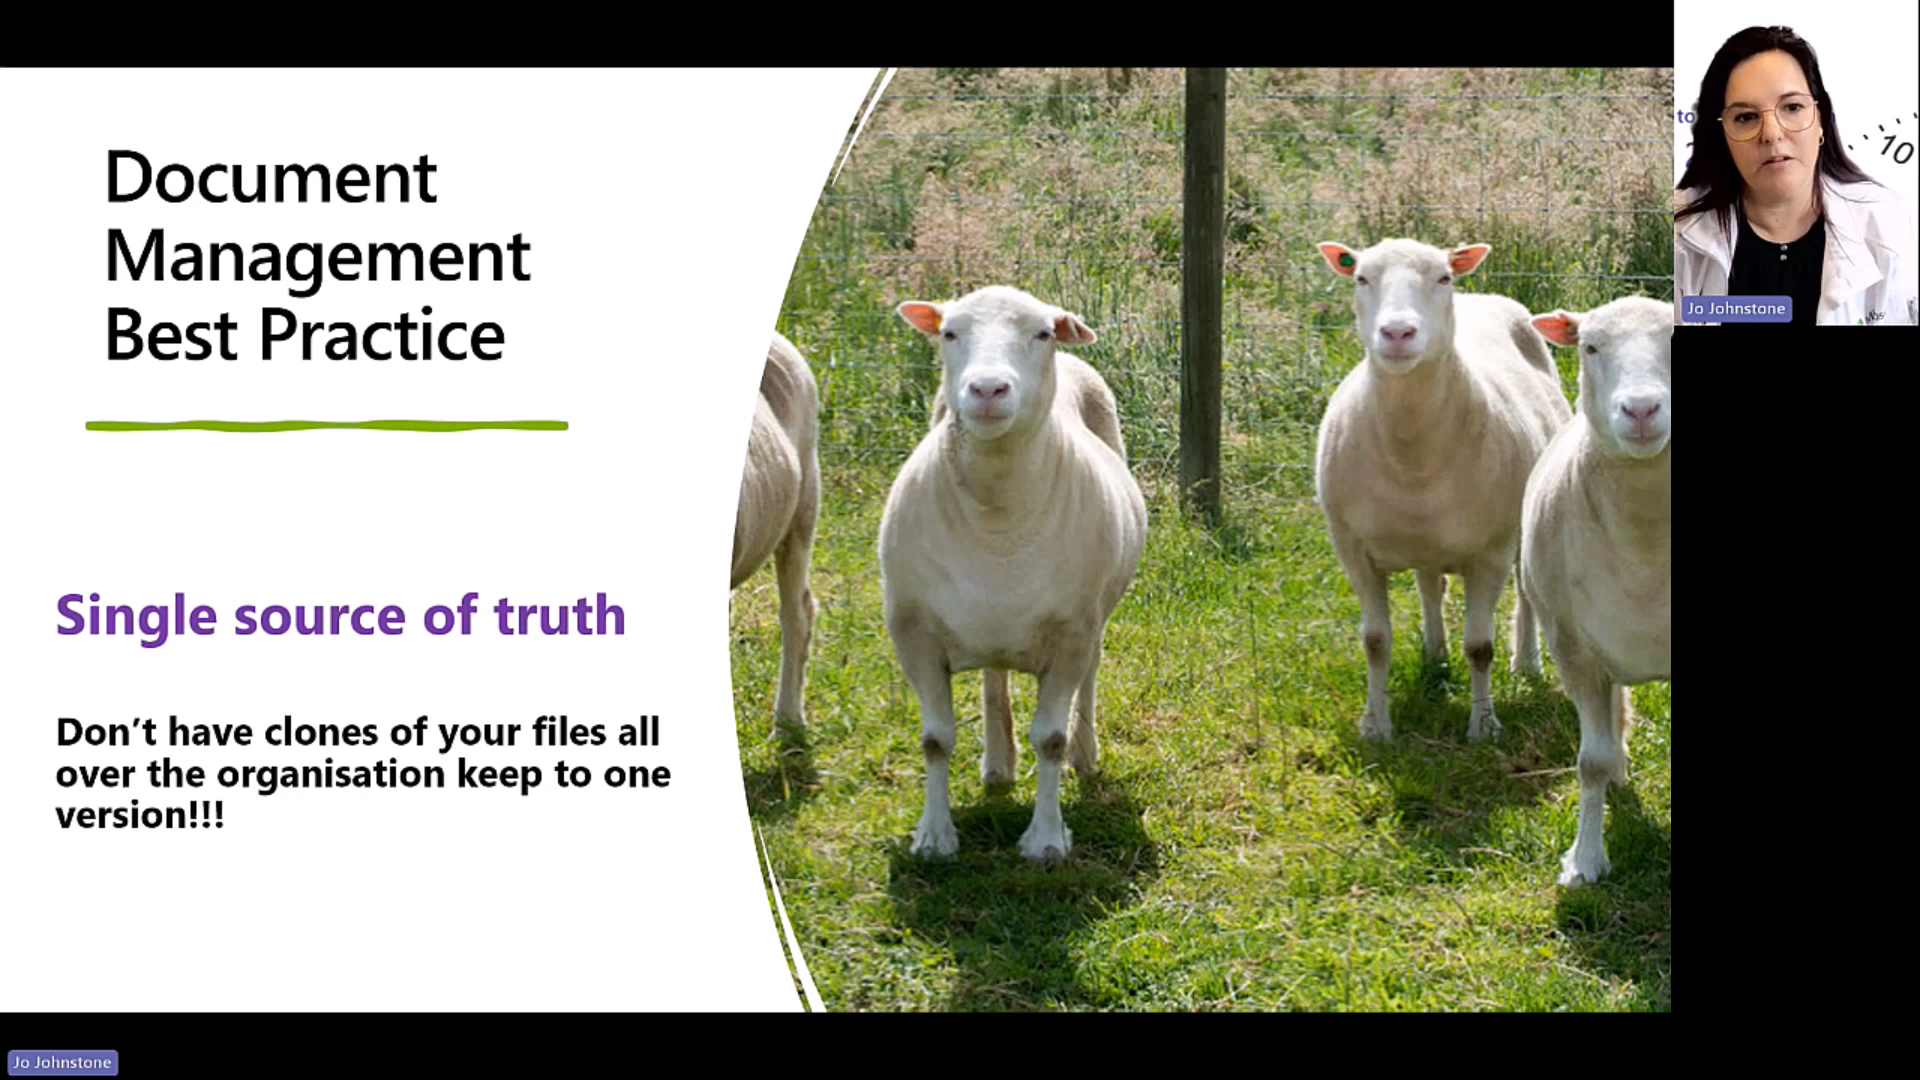 Document
Management
Best Practice
Single source of truth
Don’t have clones of your files all
over the organisation keep to one
version!!!
to
10
Jo Johnstone
Jo Johnstone